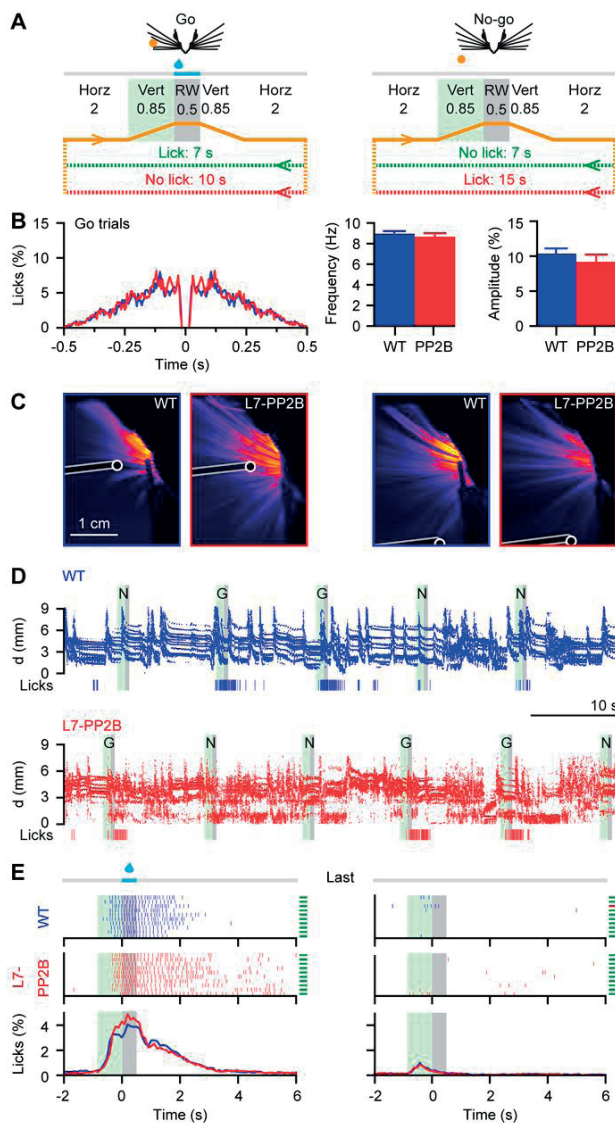 A
Go
No-go
Horz Vert RW Vert Horz
2 0.85 0.5 0.85 2
Lick: 7 s
No lick: 10 s
Horz Vert RW Vert Horz
2 0.85 0.5 0.85 2
No lick: 7 s
Lick: 15 s
B
Go trials
Licks (%)
15
10
5
0
-0.5 -0.25 0 0.25 0.5
Time (s)
Frequency (Hz)
10
8
6
4
2
0
WT PP2B
Amplitude (%)
15
10
5
0
WT PP2B
C
WT L7-PP2B WT L7-PP2B
1 cm
D
WT
N G G N N
d (mm)
9
6
3
0
Licks
10 s
L7-PP2B
G N N G G N
d (mm)
9
6
3
0
Licks
E
Last
WT
L7-
PP2B
Licks (%)
4
2
0
-2 0 2 4 6
Time (s)
-2 0 2 4 6
Time (s)